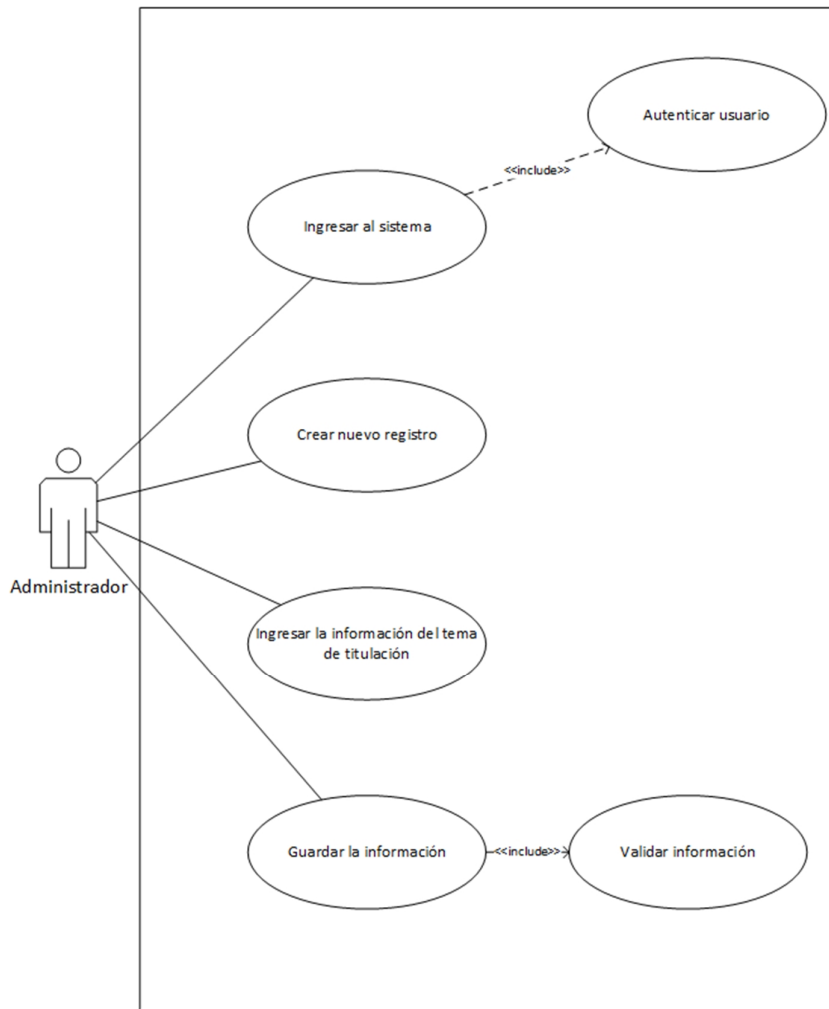 Autenticar usuario
<<include>>
Ingresar al sistema
Crear nuevo registro
Administrador
Ingresar la información del tema
de titulación
Guardar la información
<<include>>
Validar información